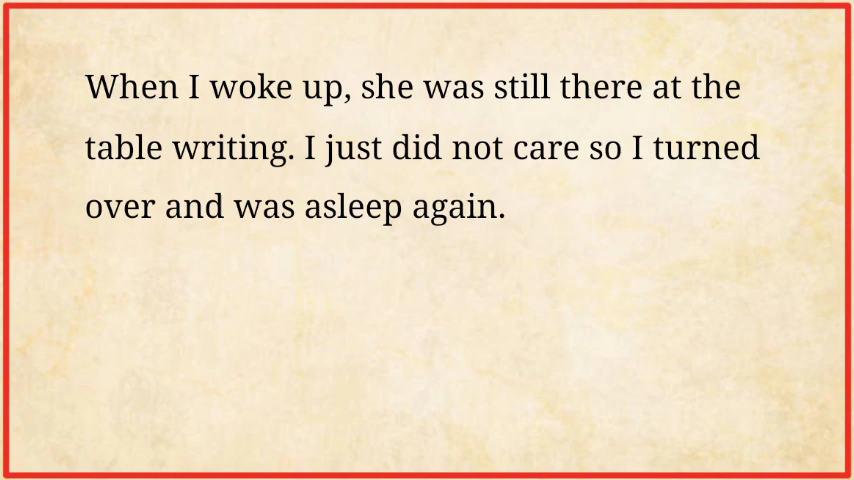 When I woke up, she was still there at the
table writing. I just did not care so I turned
over and was asleep again.